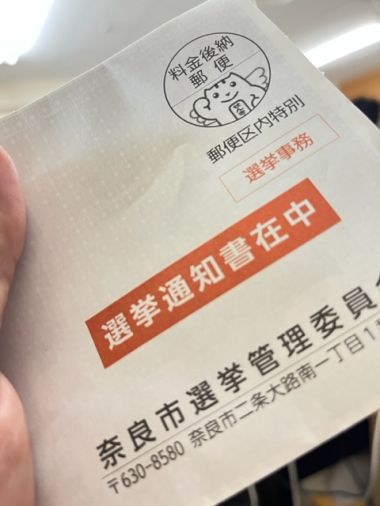 料金後納
郵便
郵便区内特別
選挙事務
選挙通知書在中
奈良市選挙管理委員会
〒630-8580 奈良市二条大路南一丁目1